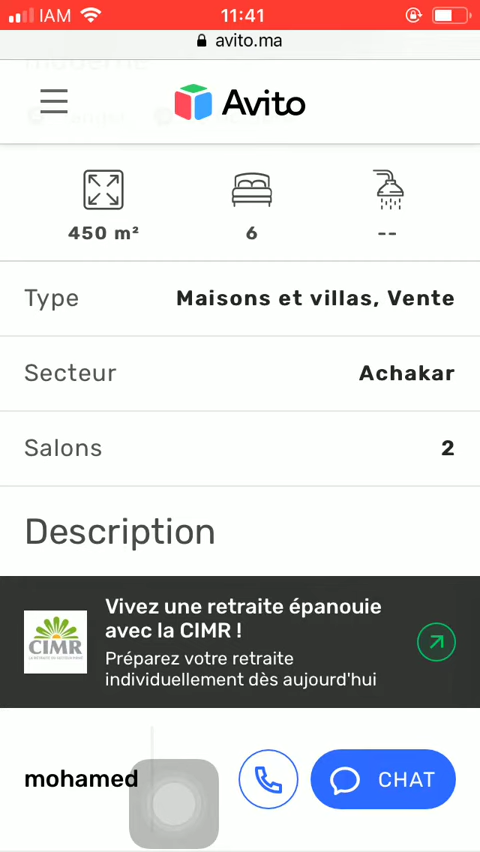 IAM 11:41
avito.ma
Avito
450 m² 6 --
Type Maisons et villas, Vente
Secteur Achakar
Salons 2
Description
Vivez une retraite épanouie
avec la CIMR !
Préparez votre retraite
individuellement dès aujourd'hui
CIMR
mohamed CHAT